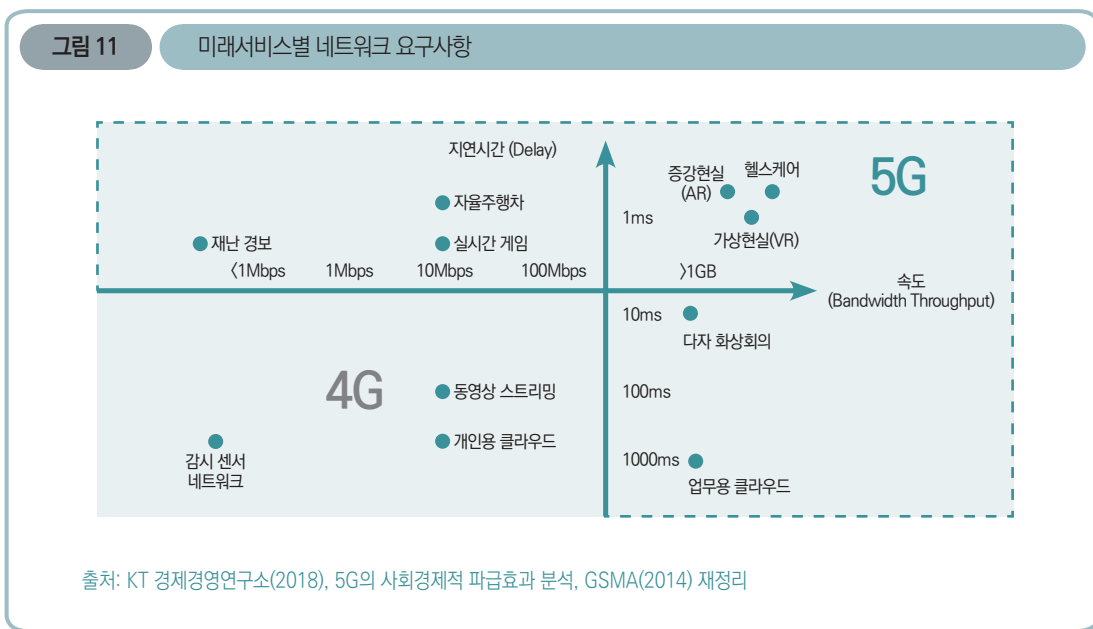 그림 11
미래서비스별 네트워크 요구사항
지연시간 (Delay)
증강현실
(AR)
헬스케어
5G
자율주행차
1ms
가상현실(VR)
재난 경보
실시간 게임
<1Mbps
1Mbps
10Mbps
100Mbps
>1GB
속도
(Bandwidth Throughput)
10ms
다자 화상회의
4G
동영상 스트리밍
100ms
개인용 클라우드
감시 센서
네트워크
1000ms
업무용 클라우드
출처: KT 경제경영연구소(2018), 5G의 사회경제적 파급효과 분석, GSMA(2014) 재정리